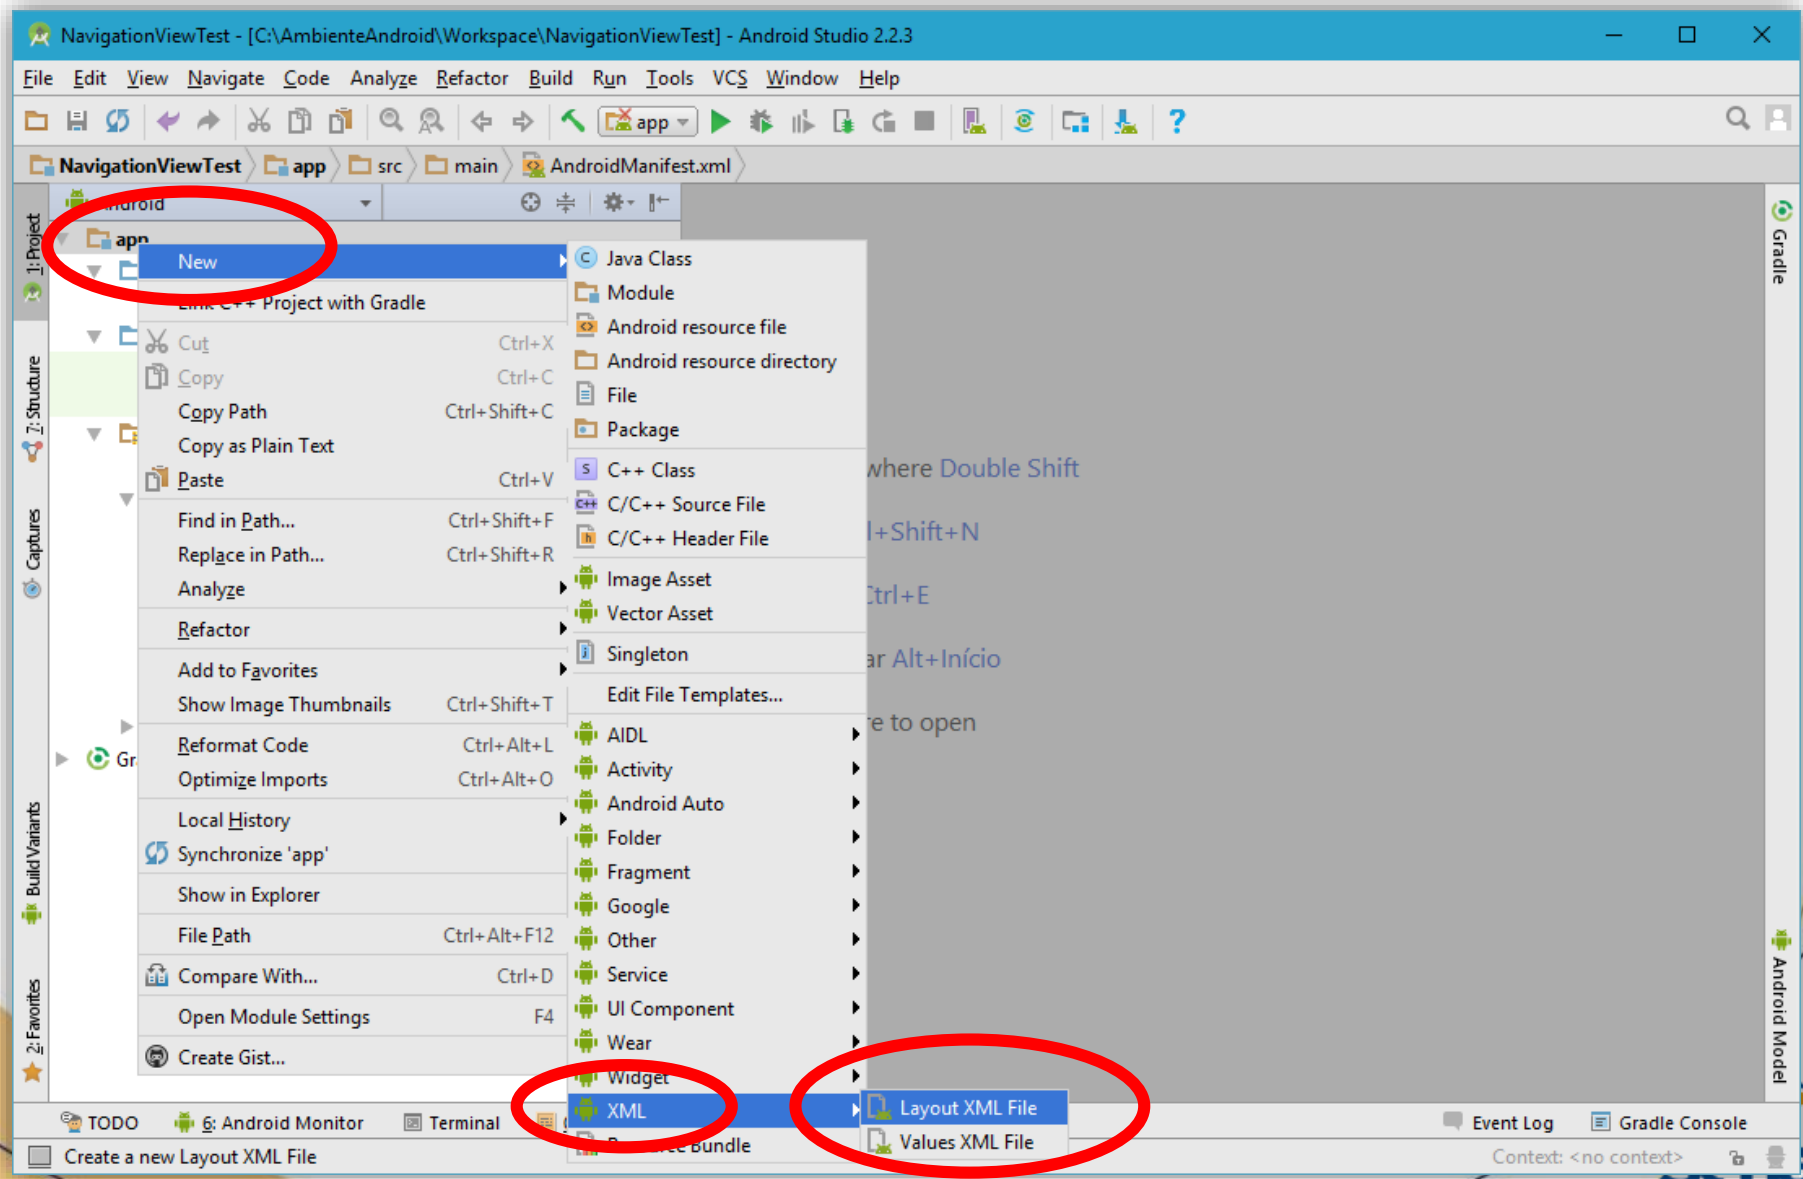 NavigationViewTest - [C:\AmbienteAndroid\Workspace\NavigationViewTest] - Android Studio 2.2.3
File Edit View Navigate Code Analyze Refactor Build Run Tools VCS Window Help
app
NavigationViewTest app src main AndroidManifest.xml
Android
1: Project
7: Structure
Captures
Build Variants
2: Favorites
app
New
Link C++ Project with Gradle
Cut Ctrl+X
Copy Ctrl+C
Copy Path Ctrl+Shift+C
Copy as Plain Text
Paste Ctrl+V
Find in Path... Ctrl+Shift+F
Replace in Path... Ctrl+Shift+R
Analyze
Refactor
Add to Favorites
Show Image Thumbnails Ctrl+Shift+T
Reformat Code Ctrl+Alt+L
Optimize Imports Ctrl+Alt+O
Local History
Synchronize 'app'
Show in Explorer
File Path Ctrl+Alt+F12
Compare With... Ctrl+D
Open Module Settings F4
Create Gist...
Gr
Java Class
Module
Android resource file
Android resource directory
File
Package
C++ Class
C/C++ Source File
C/C++ Header File
Image Asset
Vector Asset
Singleton
Edit File Templates...
AIDL
Activity
Android Auto
Folder
Fragment
Google
Other
Service
UI Component
Wear
Widget
XML
Bundle
Layout XML File
Values XML File
where Double Shift
l+Shift+N
Ctrl+E
ar Alt+Início
re to open
Gradle
Android Model
TODO 6: Android Monitor Terminal
Event Log Gradle Console
Create a new Layout XML File
Context: <no context>